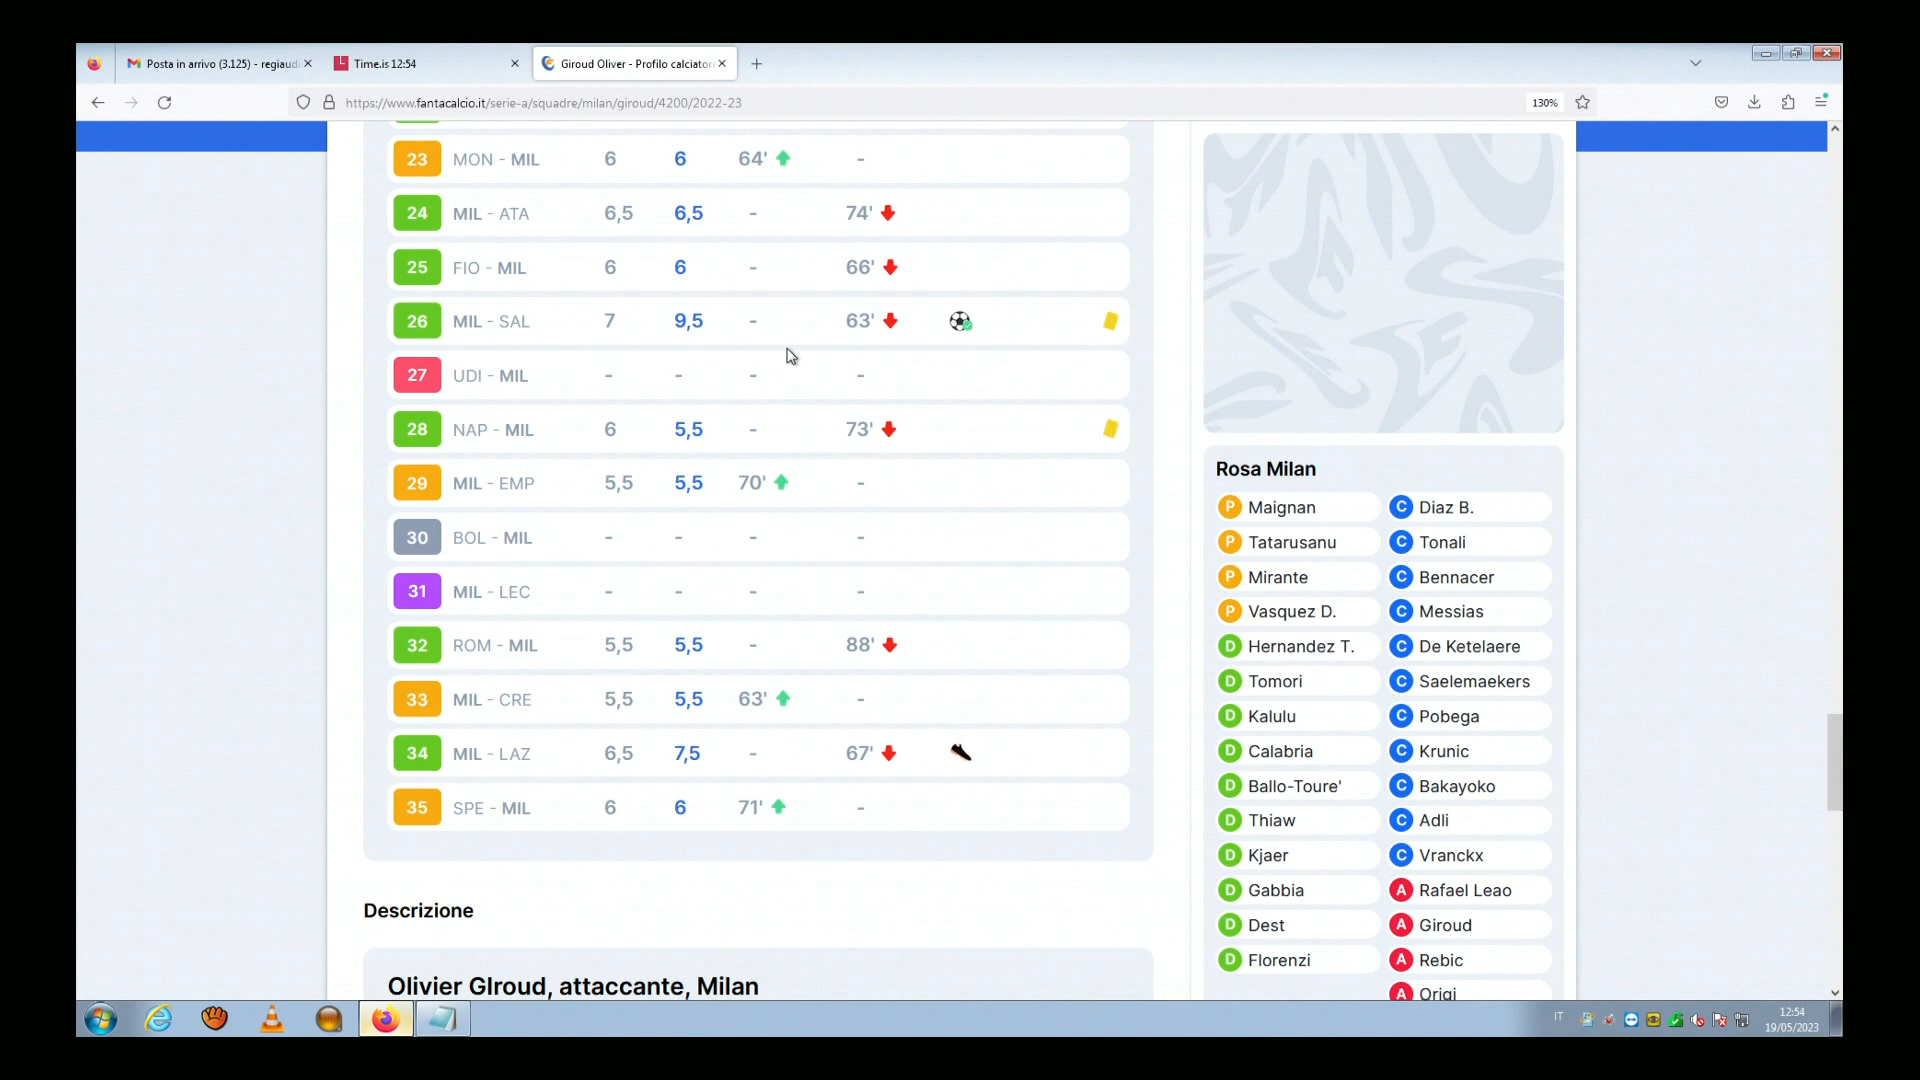 Posta in arrivo (3.125) - regiaudi
Time.is 12:54
Giroud Oliver - Profilo calciator
https://www.fantacalcio.it/serie-a/squadre/milan/giroud/4200/2022-23
130%
23 MON - MIL 6 6 64' -
24 MIL - ATA 6,5 6,5 - 74'
25 FIO - MIL 6 6 - 66'
26 MIL - SAL 7 9,5 - 63'
27 UDI - MIL - - - -
28 NAP - MIL 6 5,5 - 73'
29 MIL - EMP 5,5 5,5 70' -
30 BOL - MIL - - - -
31 MIL - LEC - - - -
32 ROM - MIL 5,5 5,5 - 88'
33 MIL - CRE 5,5 5,5 63' -
34 MIL - LAZ 6,5 7,5 - 67'
35 SPE - MIL 6 6 71' -
Descrizione
Olivier GIroud, attaccante, Milan
Rosa Milan
P Maignan
P Tatarusanu
P Mirante
P Vasquez D.
D Hernandez T.
D Tomori
D Kalulu
D Calabria
D Ballo-Toure'
D Thiaw
D Kjaer
D Gabbia
D Dest
D Florenzi
C Diaz B.
C Tonali
C Bennacer
C Messias
C De Ketelaere
C Saelemaekers
C Pobega
C Krunic
C Bakayoko
C Adli
C Vranckx
A Rafael Leao
A Giroud
A Rebic
A Origi
IT
12:54
19/05/2023